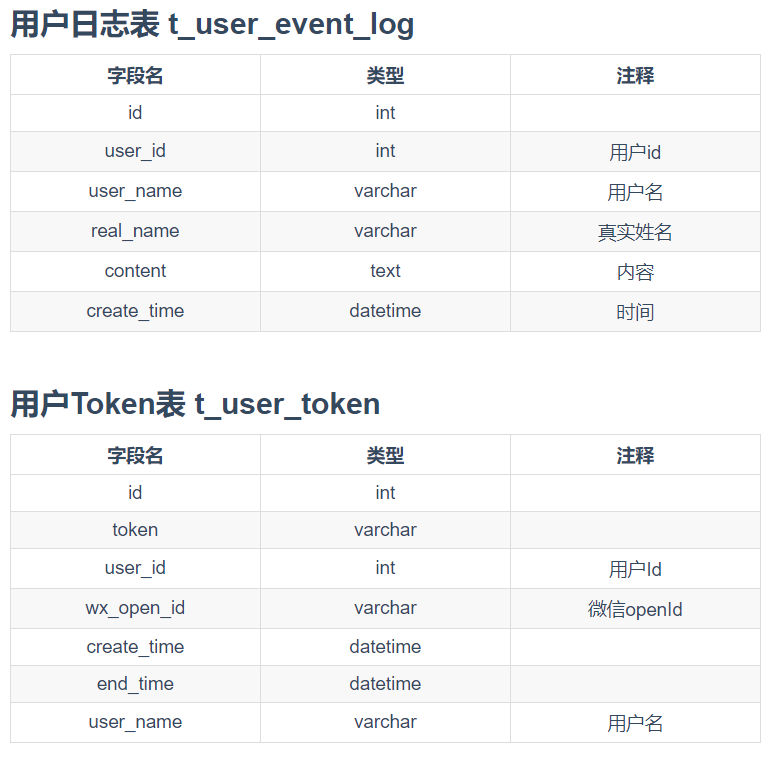 用户日志表 t_user_event_log
字段名 类型 注释
id int
user_id int 用户id
user_name varchar 用户名
real_name varchar 真实姓名
content text 内容
create_time datetime 时间
用户Token表 t_user_token
字段名 类型 注释
id int
token varchar
user_id int 用户Id
wx_open_id varchar 微信openId
create_time datetime
end_time datetime
user_name varchar 用户名